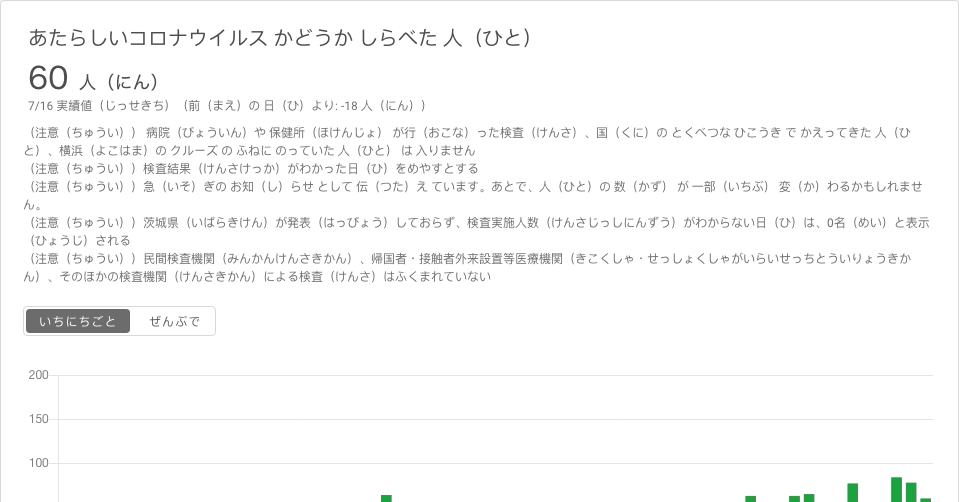 あたらしいコロナウイルス かどうか しらべた 人（ひと）
60 人（にん）
7/16 実績値（じっせきち）（前（まえ）の 日（ひ）より: -18 人（にん））
（注意（ちゅうい）） 病院（びょういん）や 保健所（ほけんじょ） が行（おこな）った検査（けんさ）、国（くに）の とくべつな ひこうき で かえってきた 人（ひ
と）、横浜（よこはま）の クルーズ の ふねに のっていた 人（ひと） は 入りません
（注意（ちゅうい））検査結果（けんさけっか）がわかった日（ひ）をめやすとする
（注意（ちゅうい））急（いそ）ぎの お知（し）らせ として 伝（つた）え ています。あとで、人（ひと）の 数（かず） が 一部（いちぶ） 変（か）わるかもしれませ
ん。
（注意（ちゅうい））茨城県（いばらきけん）が発表（はっぴょう）しておらず、検査実施人数（けんさじっしにんずう）がわからない日（ひ）は、0名（めい）と表示
（ひょうじ）される
（注意（ちゅうい））民間検査機関（みんかんけんさきかん）、帰国者・接触者外来設置等医療機関（きこくしゃ・せっしょくしゃがいらいせっちとういりょうきか
ん）、そのほかの検査機関（けんさきかん）による検査（けんさ）はふくまれていない
いちにちごと ぜんぶで
200
150
100